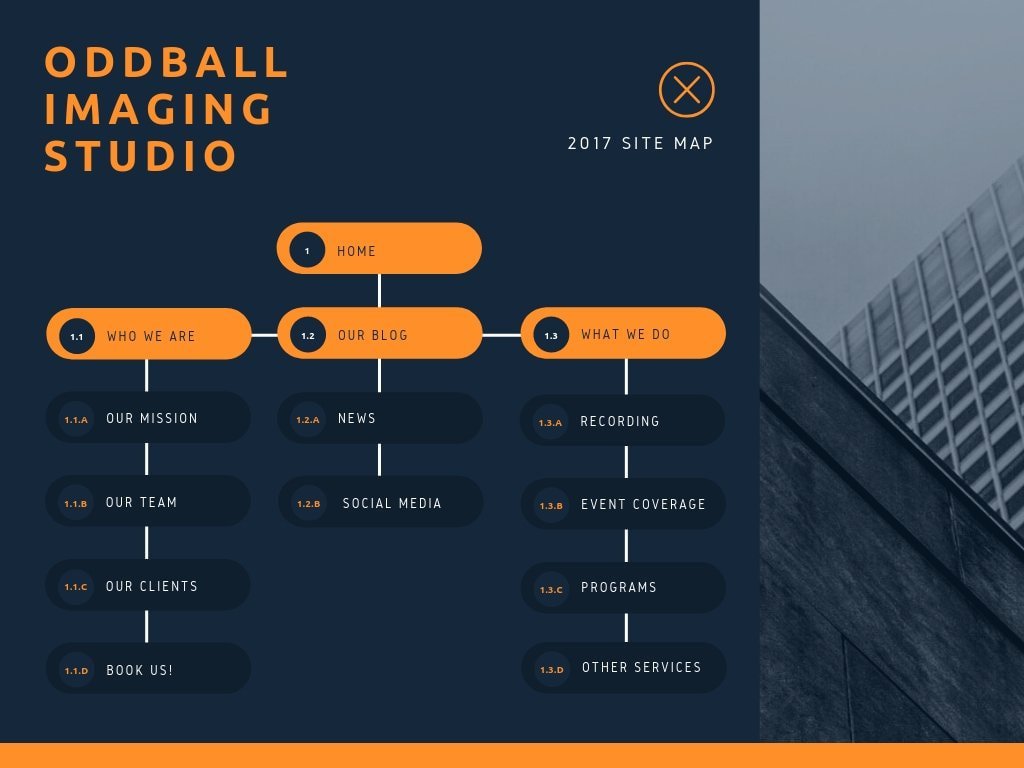 ODDBALL
IMAGING
STUDIO
2017 SITE MAP
1 HOME
1.1 WHO WE ARE
1.2 OUR BLOG
1.3 WHAT WE DO
1.1.A OUR MISSION
1.1.B OUR TEAM
1.1.C OUR CLIENTS
1.1.D BOOK US!
1.2.A NEWS
1.2.B SOCIAL MEDIA
1.3.A RECORDING
1.3.B EVENT COVERAGE
1.3.C PROGRAMS
1.3.D OTHER SERVICES